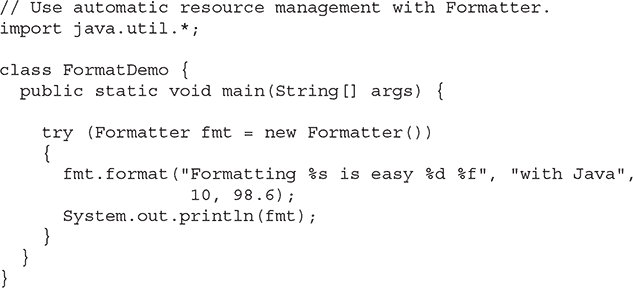 // Use automatic resource management with Formatter.
import java.util.*;

class FormatDemo {
  public static void main(String[] args) {

    try (Formatter fmt = new Formatter())
    {
      fmt.format("Formatting %s is easy %d %f", "with Java",
                  10, 98.6);
      System.out.println(fmt);
    }
  }
}